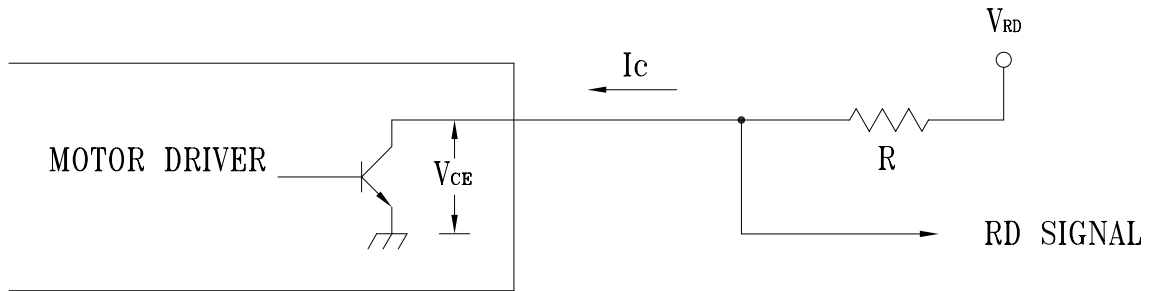 V_RD
Ic
MOTOR DRIVER
V_CE
R
RD SIGNAL